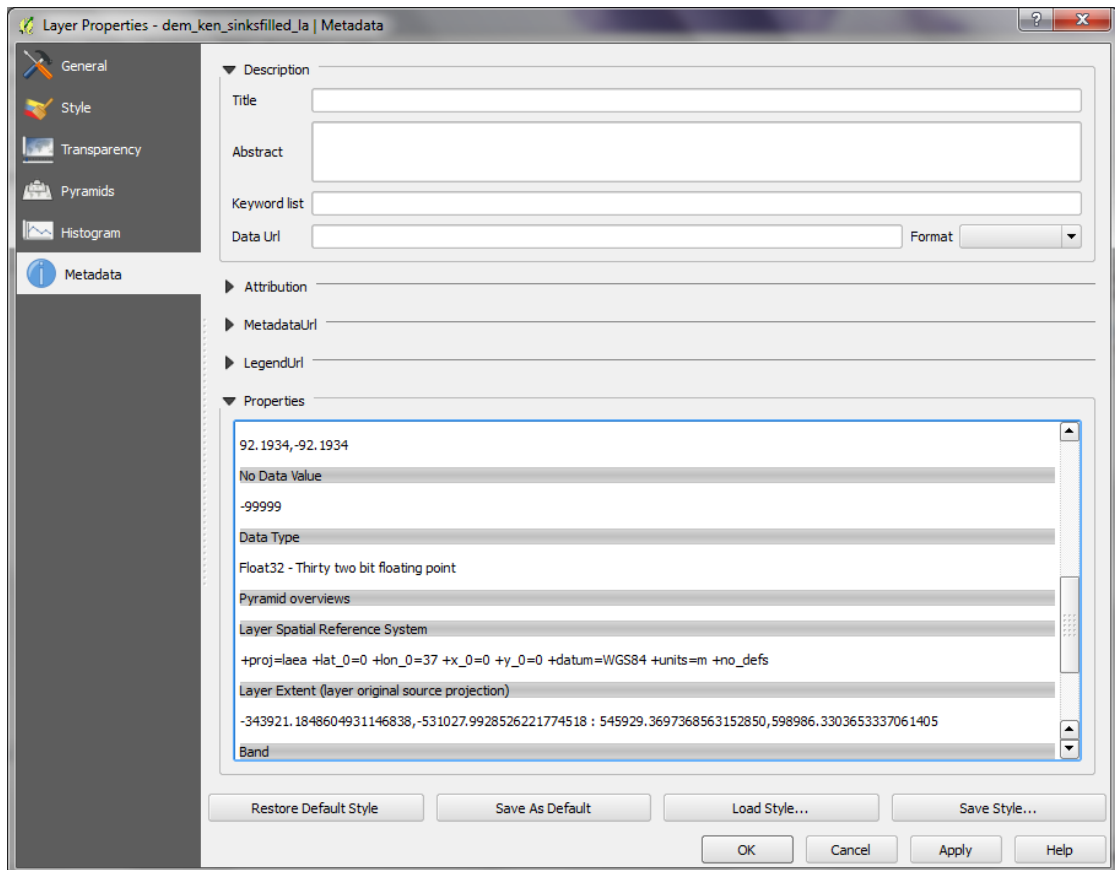 Layer Properties - dem_ken_sinksfilled_la | Metadata
?
General
Style
Transparency
Pyramids
Histogram
Metadata
Description
Title
Abstract
Keyword list
Data Url
Format
Attribution
MetadataUrl
LegendUrl
Properties
92.1934,-92.1934
No Data Value
-99999
Data Type
Float32 - Thirty two bit floating point
Pyramid overviews
Layer Spatial Reference System
+proj=laea +lat_0=0 +lon_0=37 +x_0=0 +y_0=0 +datum=WGS84 +units=m +no_defs
Layer Extent (layer original source projection)
-343921.1848604931146838,-531027.9928526221774518 : 545929.3697368563152850,598986.3303653337061405
Band
Restore Default Style
Save As Default
Load Style...
Save Style...
OK
Cancel
Apply
Help